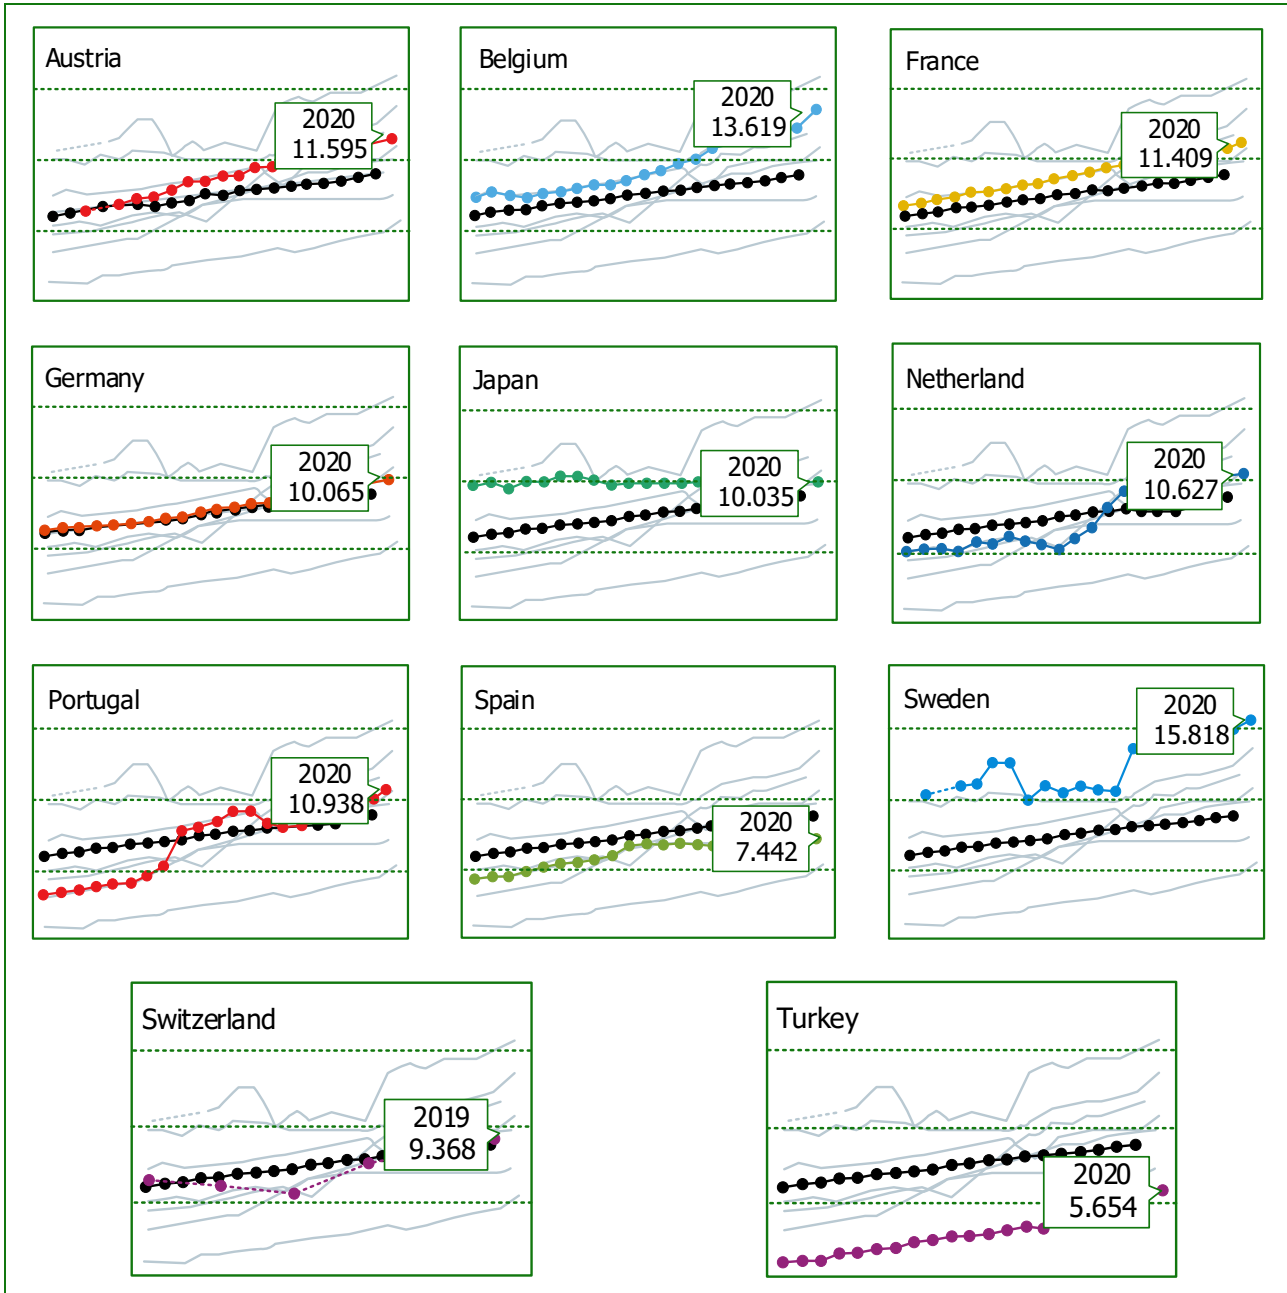 Austria
2020
11.595
Belgium
2020
13.619
France
2020
11.409
Germany
2020
10.065
Japan
2020
10.035
Netherland
2020
10.627
Portugal
2020
10.938
Spain
2020
7.442
Sweden
2020
15.818
Switzerland
2019
9.368
Turkey
2020
5.654